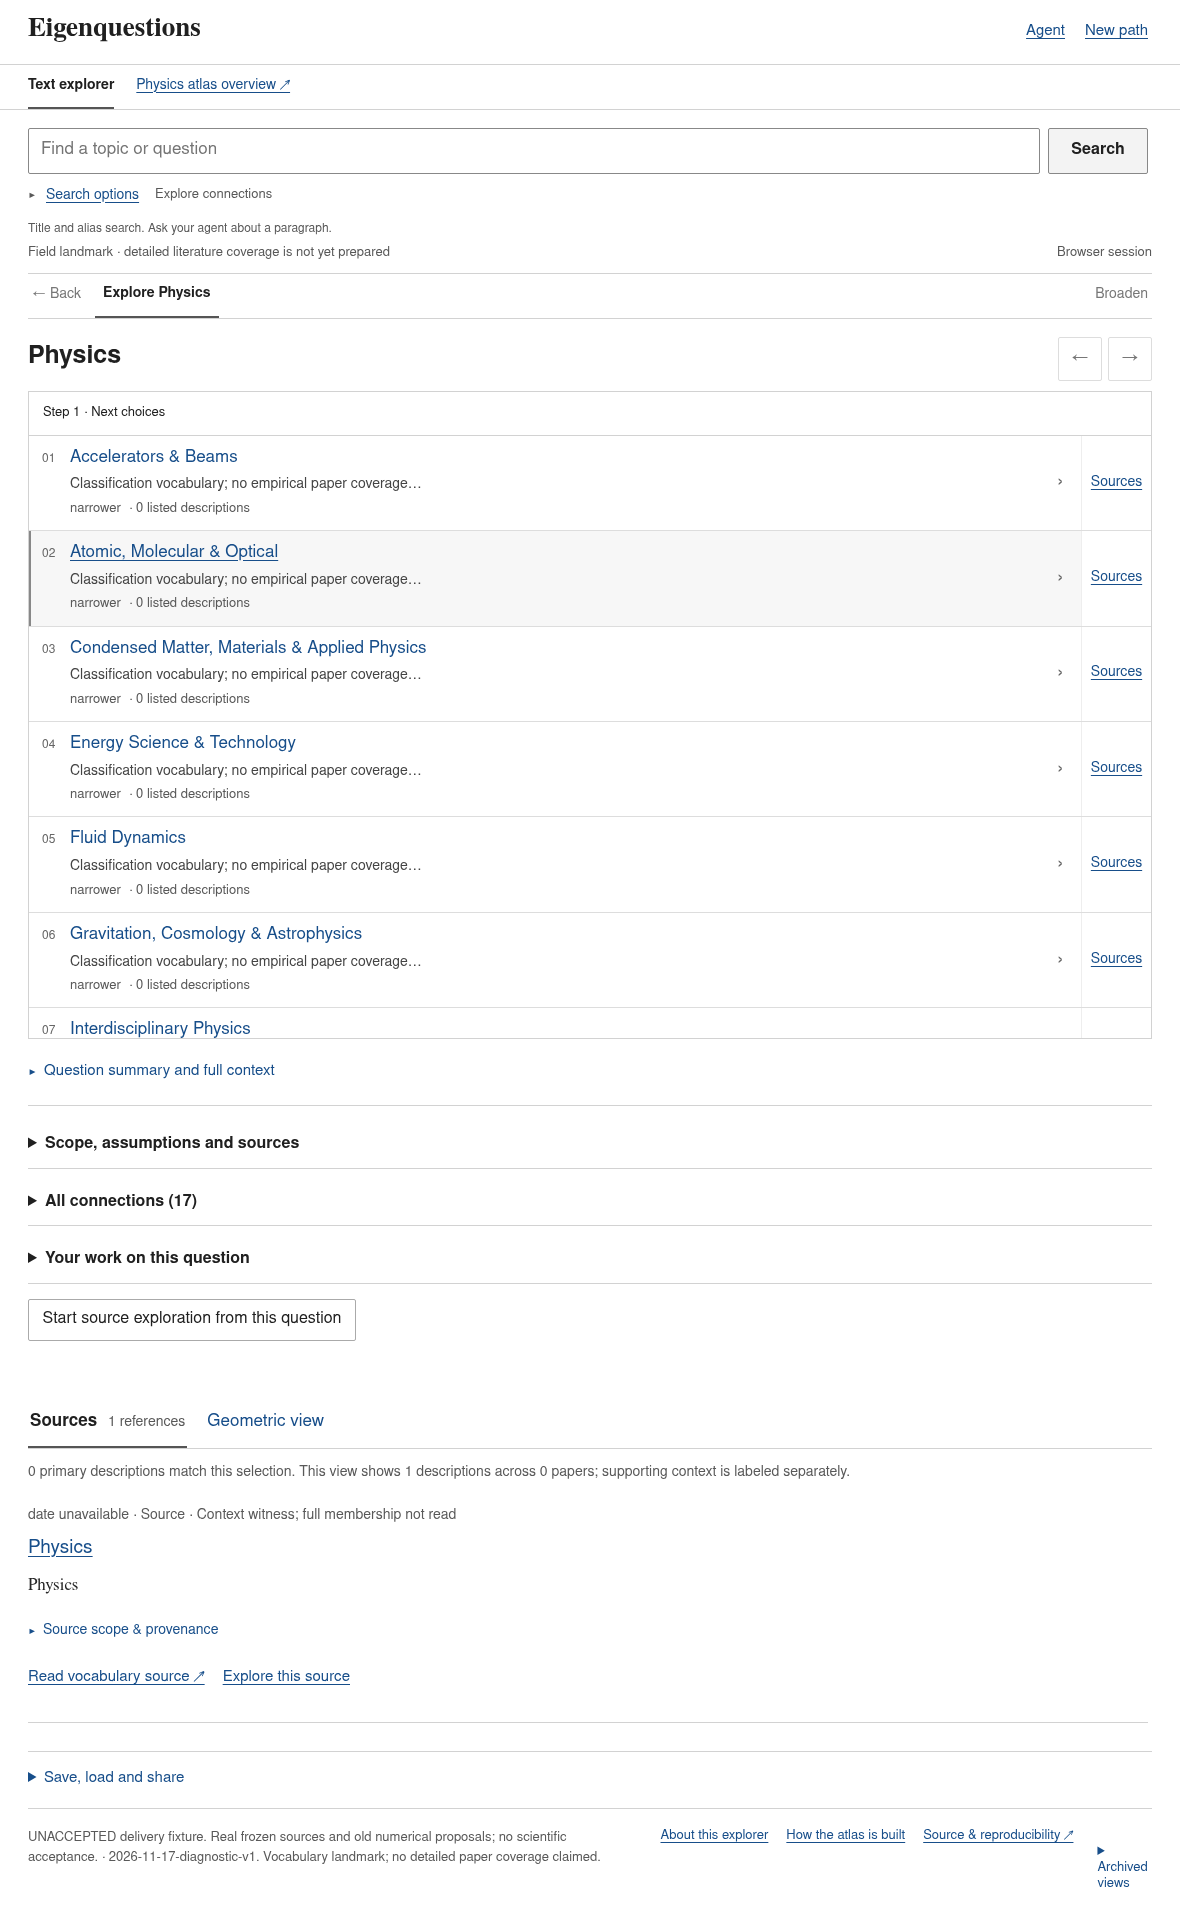 Eigenquestions
Agent New path
Text explorer Physics atlas overview ↗
Find a topic or question Search
▸ Search options Explore connections
Title and alias search. Ask your agent about a paragraph.
Field landmark · detailed literature coverage is not yet prepared Browser session
← Back Explore Physics Broaden
Physics ← →
Step 1 · Next choices
01 Accelerators & Beams
Classification vocabulary; no empirical paper coverage… › Sources
narrower · 0 listed descriptions
02 Atomic, Molecular & Optical
Classification vocabulary; no empirical paper coverage… › Sources
narrower · 0 listed descriptions
03 Condensed Matter, Materials & Applied Physics
Classification vocabulary; no empirical paper coverage… › Sources
narrower · 0 listed descriptions
04 Energy Science & Technology
Classification vocabulary; no empirical paper coverage… › Sources
narrower · 0 listed descriptions
05 Fluid Dynamics
Classification vocabulary; no empirical paper coverage… › Sources
narrower · 0 listed descriptions
06 Gravitation, Cosmology & Astrophysics
Classification vocabulary; no empirical paper coverage… › Sources
narrower · 0 listed descriptions
07 Interdisciplinary Physics
▸ Question summary and full context
▶ Scope, assumptions and sources
▶ All connections (17)
▶ Your work on this question
Start source exploration from this question
Sources 1 references Geometric view
0 primary descriptions match this selection. This view shows 1 descriptions across 0 papers; supporting context is labeled separately.
date unavailable · Source · Context witness; full membership not read
Physics
Physics
▸ Source scope & provenance
Read vocabulary source ↗ Explore this source
▶ Save, load and share
UNACCEPTED delivery fixture. Real frozen sources and old numerical proposals; no scientific
acceptance. · 2026-11-17-diagnostic-v1. Vocabulary landmark; no detailed paper coverage claimed.
About this explorer How the atlas is built Source & reproducibility ↗
▶
Archived
views